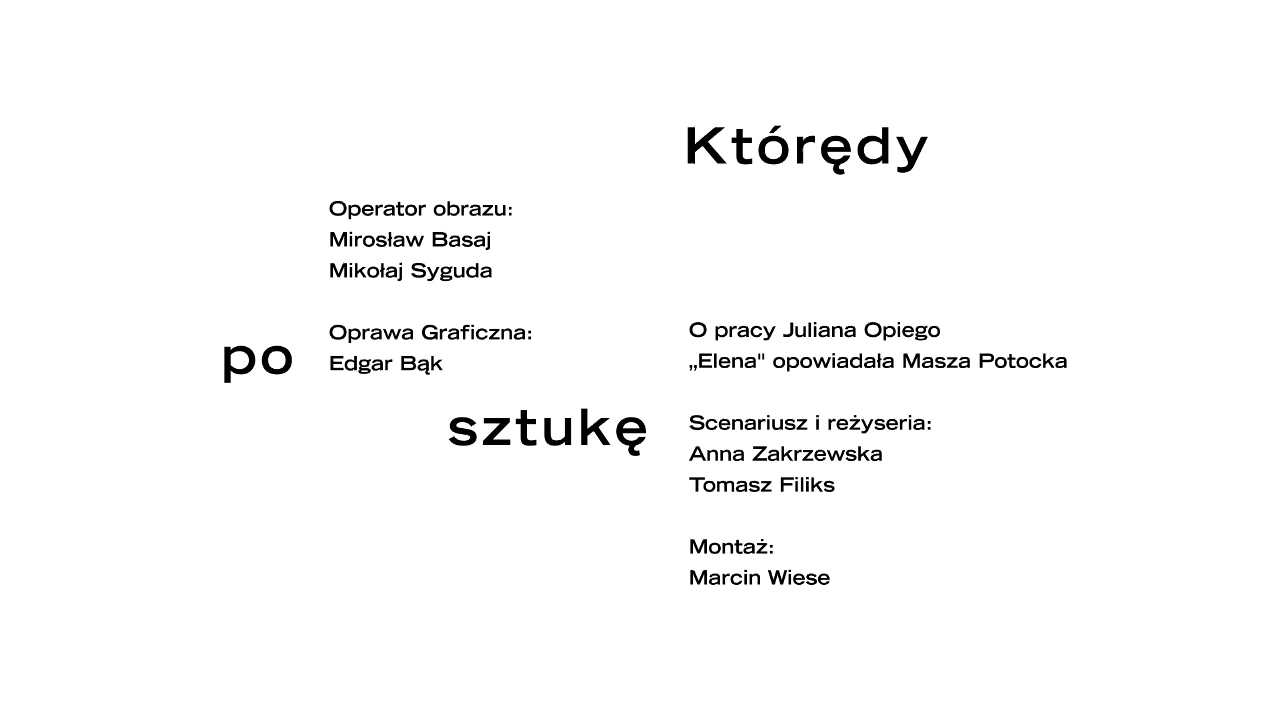 Którędy
po
sztukę
Operator obrazu:
Mirosław Basaj
Mikołaj Syguda
Oprawa Graficzna:
Edgar Bąk
O pracy Juliana Opiego
„Elena" opowiadała Masza Potocka
Scenariusz i reżyseria:
Anna Zakrzewska
Tomasz Filiks
Montaż:
Marcin Wiese